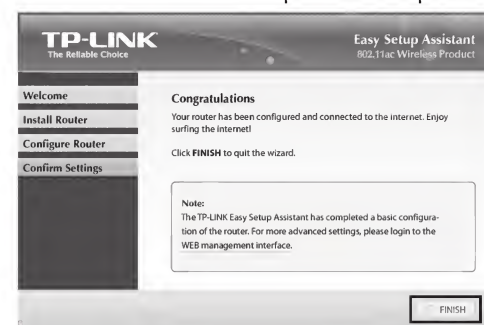 TP-LINK
The Reliable Choice
Easy Setup Assistant
802.11ac Wireless Product
Welcome
Install Router
Configure Router
Confirm Settings
Congratulations
Your router has been configured and connected to the internet. Enjoy
surfing the internet!
Click FINISH to quit the wizard.
Note:
The TP-LINK Easy Setup Assistant has completed a basic configura-
tion of the router. For more advanced settings, please login to the
WEB management interface.
FINISH